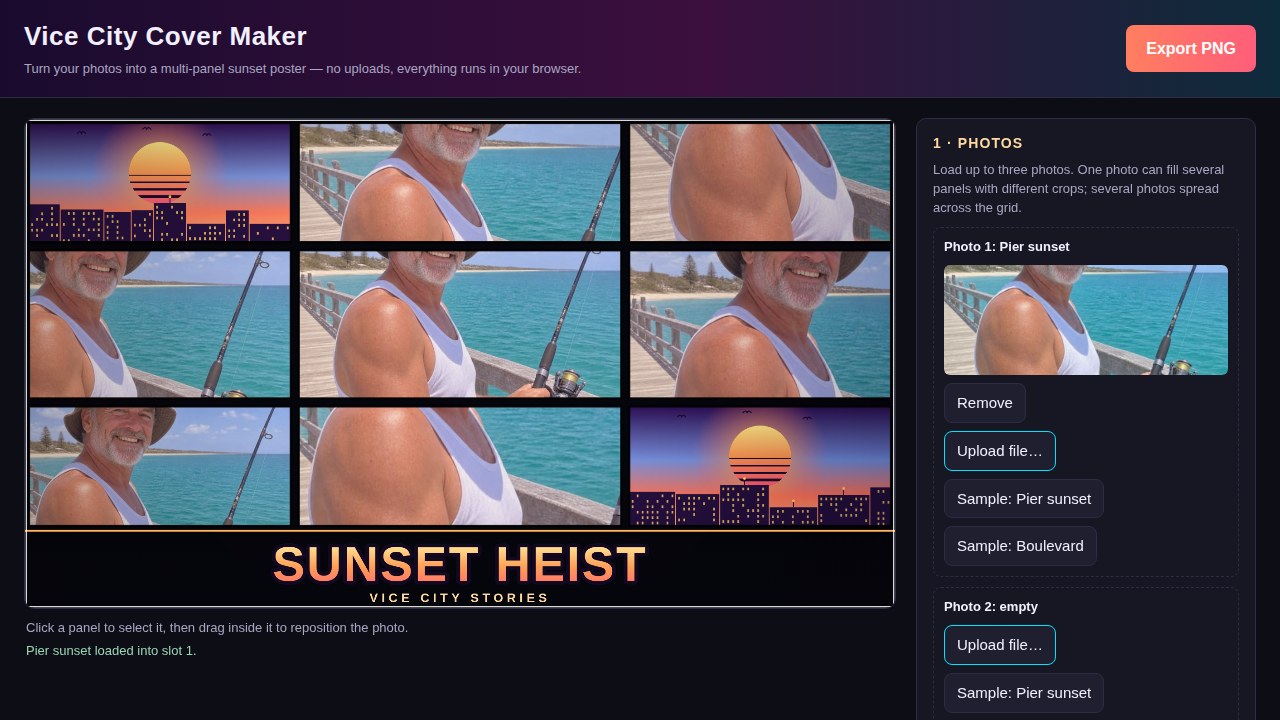 Vice City Cover Maker
Turn your photos into a multi-panel sunset poster — no uploads, everything runs in your browser.
Export PNG
SUNSET HEIST
VICE CITY STORIES
Click a panel to select it, then drag inside it to reposition the photo.
Pier sunset loaded into slot 1.
1 · PHOTOS
Load up to three photos. One photo can fill several
panels with different crops; several photos spread
across the grid.
Photo 1: Pier sunset
Remove
Upload file…
Sample: Pier sunset
Sample: Boulevard
Photo 2: empty
Upload file…
Sample: Pier sunset